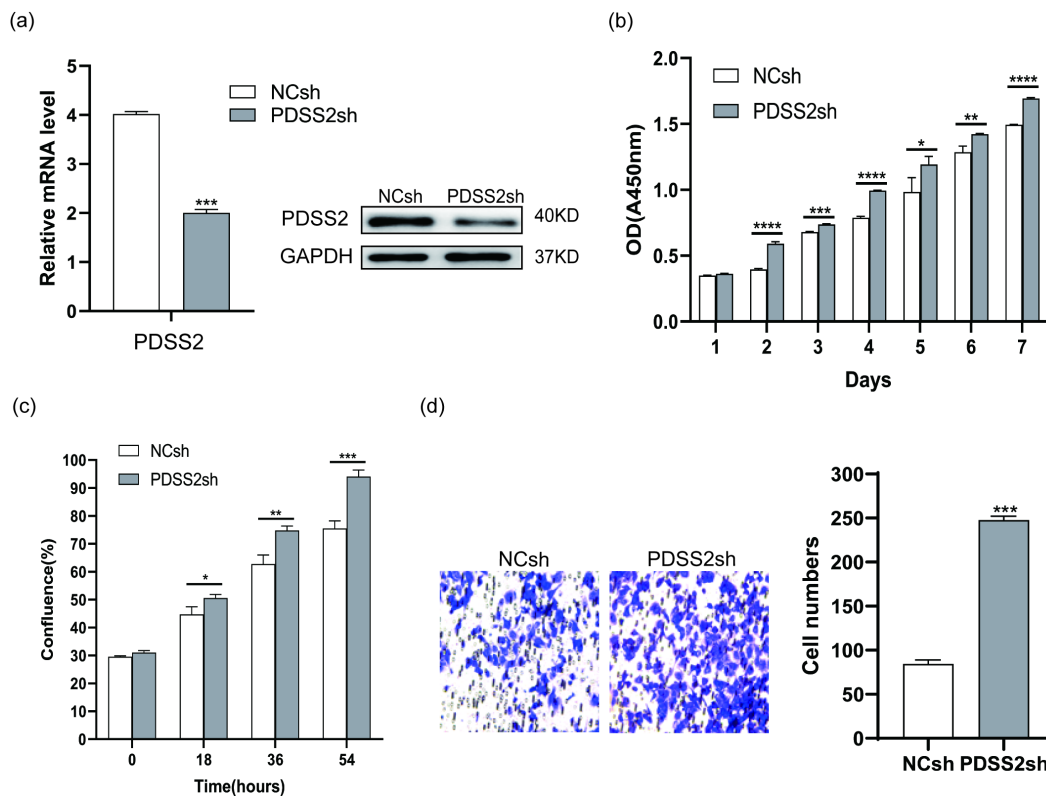 (a)
Relative mRNA level
5
4
3
2
1
0
NCsh
PDSS2sh
***
PDSS2
NCsh PDSS2sh
PDSS2 40KD
GAPDH 37KD
(b)
OD(A450nm)
2.0
1.5
1.0
0.5
0.0
NCsh
PDSS2sh
**** *** **** * ** ****
1 2 3 4 5 6 7
Days
(c)
Confluence(%)
100
90
80
70
60
50
40
30
20
10
0
NCsh
PDSS2sh
* ** ***
0 18 36 54
Time(hours)
(d)
NCsh PDSS2sh
Cell numbers
300
250
200
150
100
50
0
***
NCsh PDSS2sh